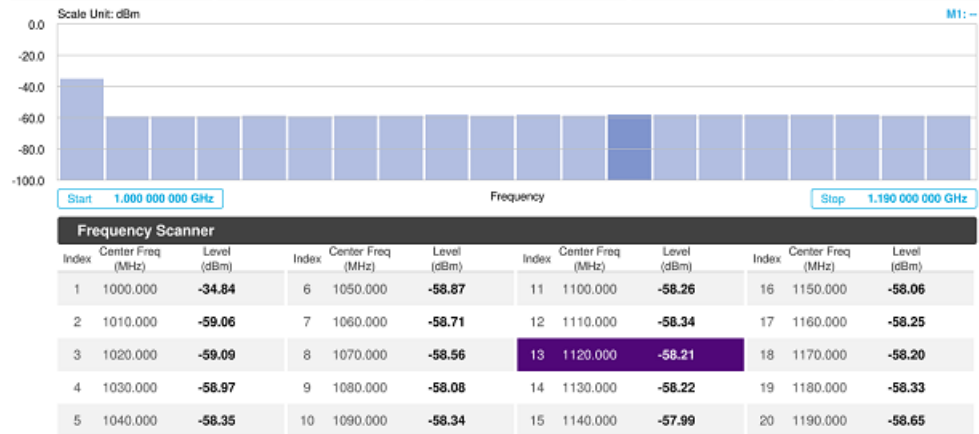 Scale Unit: dBm M1: --
0.0
-20.0
-40.0
-60.0
-80.0
-100.0
Start 1.000 000 000 GHz Frequency Stop 1.190 000 000 GHz
Frequency Scanner
Index Center Freq (MHz) Level (dBm) Index Center Freq (MHz) Level (dBm) Index Center Freq (MHz) Level (dBm) Index Center Freq (MHz) Level (dBm)
1 1000.000 -34.84 6 1050.000 -58.87 11 1100.000 -58.26 16 1150.000 -58.06
2 1010.000 -59.06 7 1060.000 -58.71 12 1110.000 -58.34 17 1160.000 -58.25
3 1020.000 -59.09 8 1070.000 -58.56 13 1120.000 -58.21 18 1170.000 -58.20
4 1030.000 -58.97 9 1080.000 -58.08 14 1130.000 -58.22 19 1180.000 -58.33
5 1040.000 -58.35 10 1090.000 -58.34 15 1140.000 -57.99 20 1190.000 -58.65